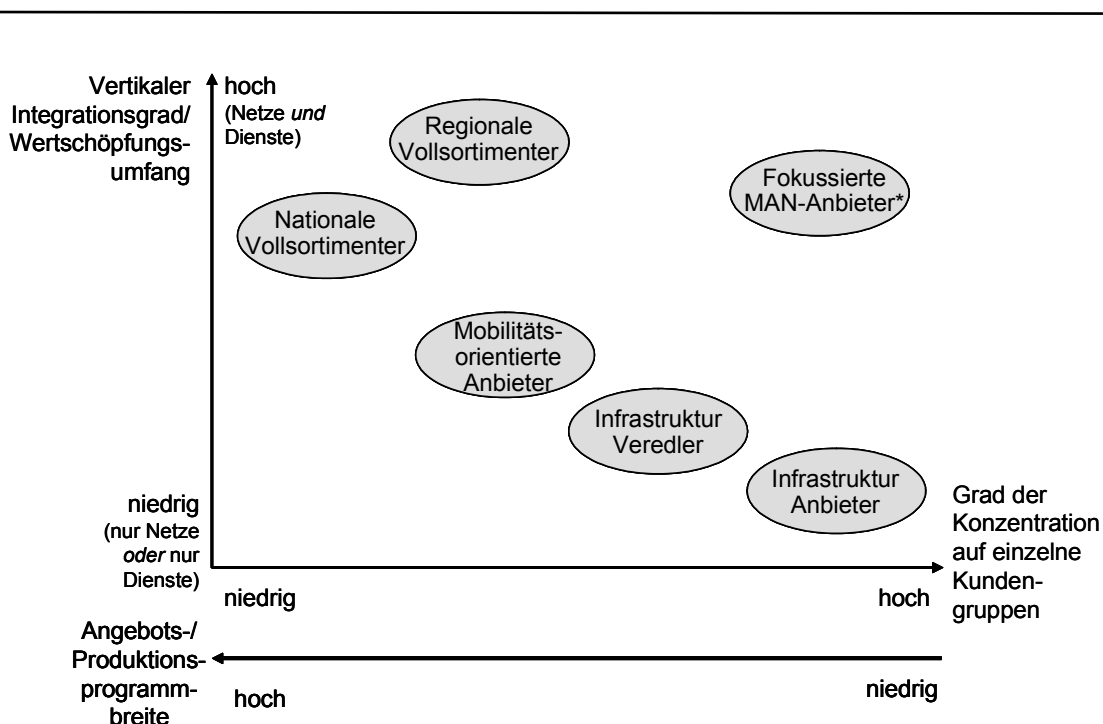 Vertikaler
Integrationsgrad/
Wertschöpfungs-
umfang
hoch
(Netze und
Dienste)
Regionale
Vollsortimenter
Fokussierte
MAN-Anbieter*
Nationale
Vollsortimenter
Mobilitäts-
orientierte
Anbieter
Infrastruktur
Veredler
Infrastruktur
Anbieter
niedrig
(nur Netze
oder nur
Dienste)
Grad der
Konzentration
auf einzelne
Kunden-
gruppen
niedrig
hoch
Angebots-/
Produktions-
programm-
breite
hoch
niedrig